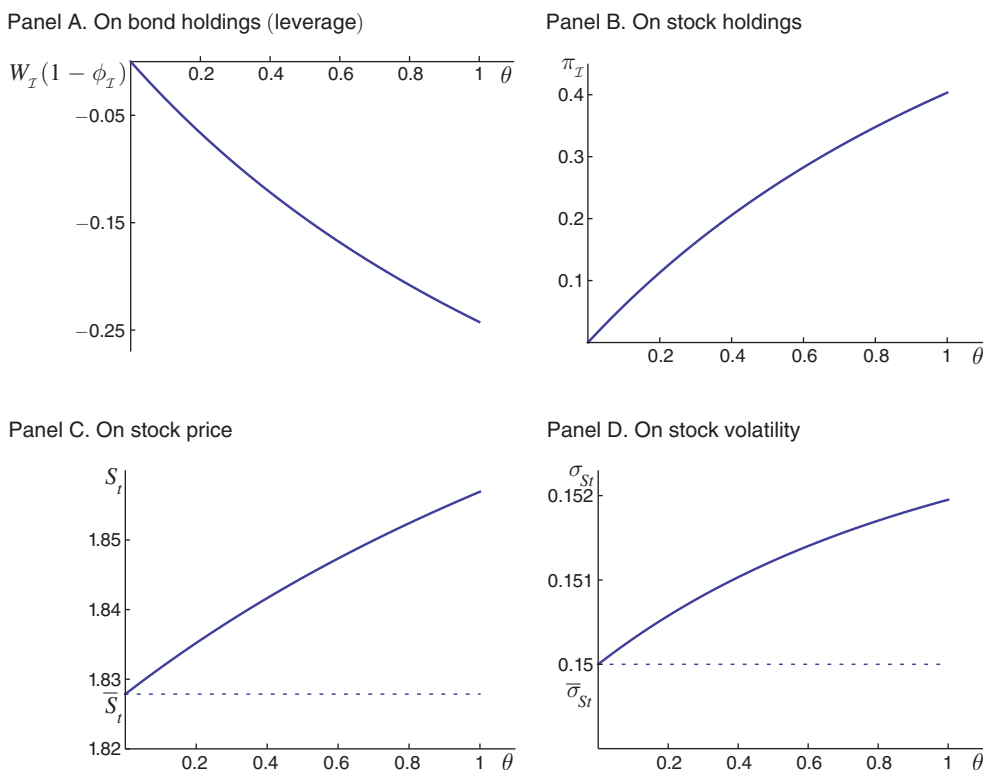 Panel A. On bond holdings (leverage)
W_I(1 − ϕ_I)
0.2 0.4 0.6 0.8 1 θ
−0.05
−0.15
−0.25
Panel B. On stock holdings
π_I
0.4
0.3
0.2
0.1
0.2 0.4 0.6 0.8 1 θ
Panel C. On stock price
S_t
1.85
1.84
1.83
S̅_t
1.82
0.2 0.4 0.6 0.8 1 θ
Panel D. On stock volatility
σ_St
0.152
0.151
0.15
σ̅_St
0.2 0.4 0.6 0.8 1 θ